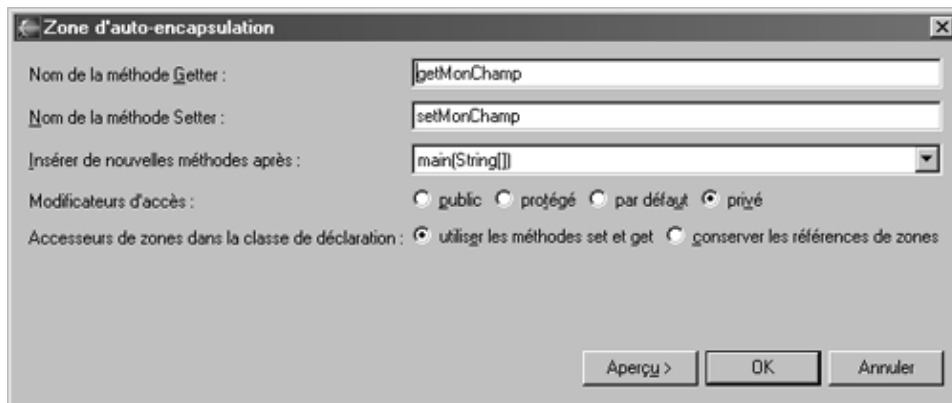 Zone d'auto-encapsulation
Nom de la méthode Getter : getMonChamp
Nom de la méthode Setter : setMonChamp
Insérer de nouvelles méthodes après : main(String[])
Modificateurs d'accès : public protégé par défaut privé
Accesseurs de zones dans la classe de déclaration : utiliser les méthodes set et get conserver les références de zones
Aperçu > OK Annuler